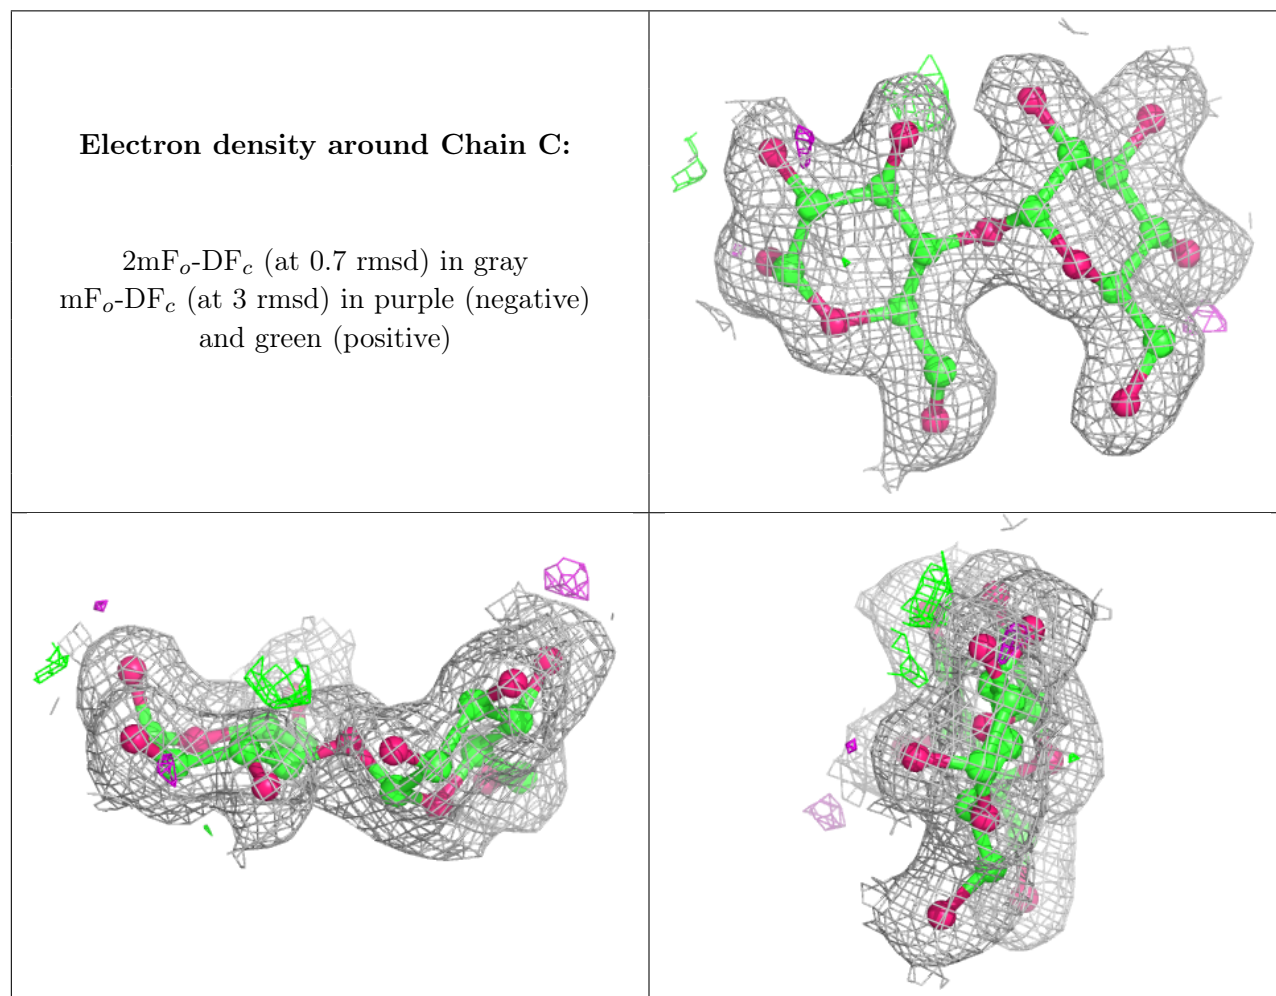 Electron density around Chain C:
2mFo-DFc (at 0.7 rmsd) in gray
mFo-DFc (at 3 rmsd) in purple (negative)
and green (positive)